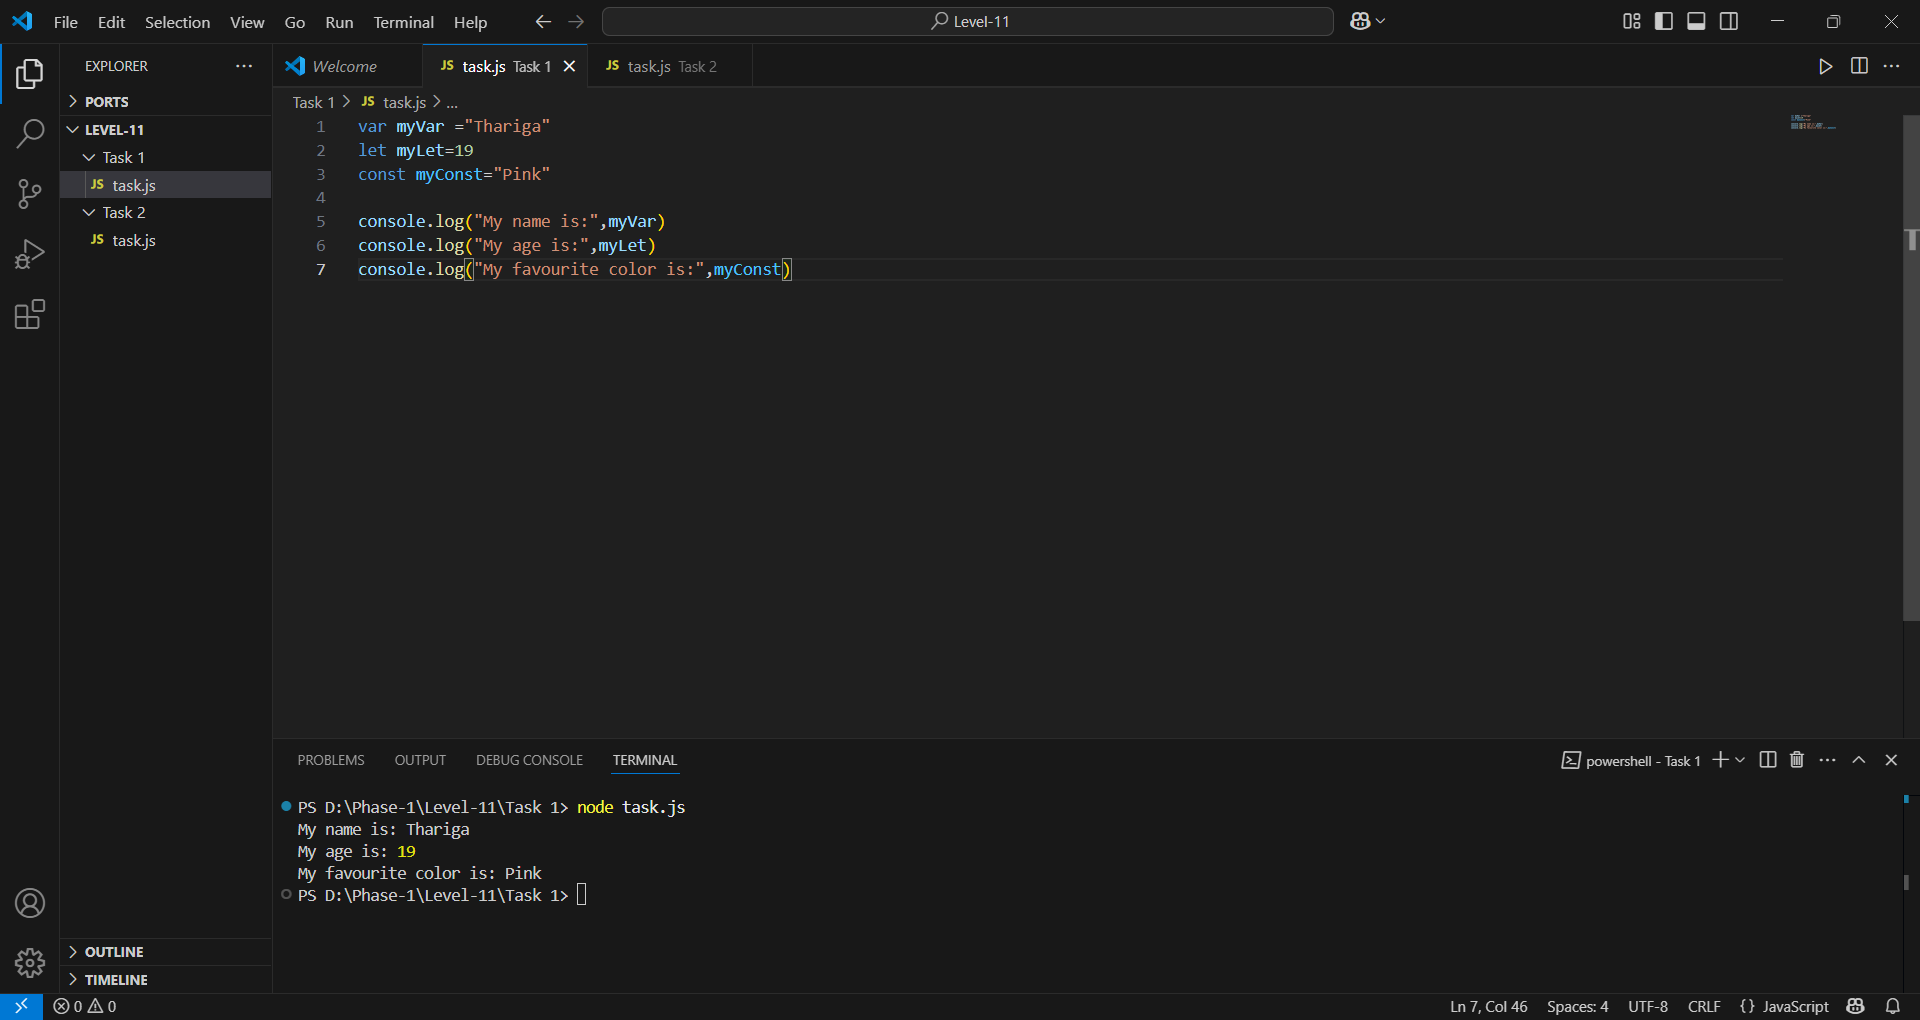 File Edit Selection View Go Run Terminal Help
Level-11
EXPLORER
PORTS
LEVEL-11
Task 1
JS task.js
Task 2
JS task.js
OUTLINE
TIMELINE
Welcome
JS task.js Task 1
JS task.js Task 2
Task 1 > JS task.js > ...
1 var myVar ="Thariga"
2 let myLet=19
3 const myConst="Pink"
4
5 console.log("My name is:",myVar)
6 console.log("My age is:",myLet)
7 console.log("My favourite color is:",myConst)
PROBLEMS OUTPUT DEBUG CONSOLE TERMINAL
powershell - Task 1
PS D:\Phase-1\Level-11\Task 1> node task.js
My name is: Thariga
My age is: 19
My favourite color is: Pink
PS D:\Phase-1\Level-11\Task 1>
0 0
Ln 7, Col 46 Spaces: 4 UTF-8 CRLF {} JavaScript